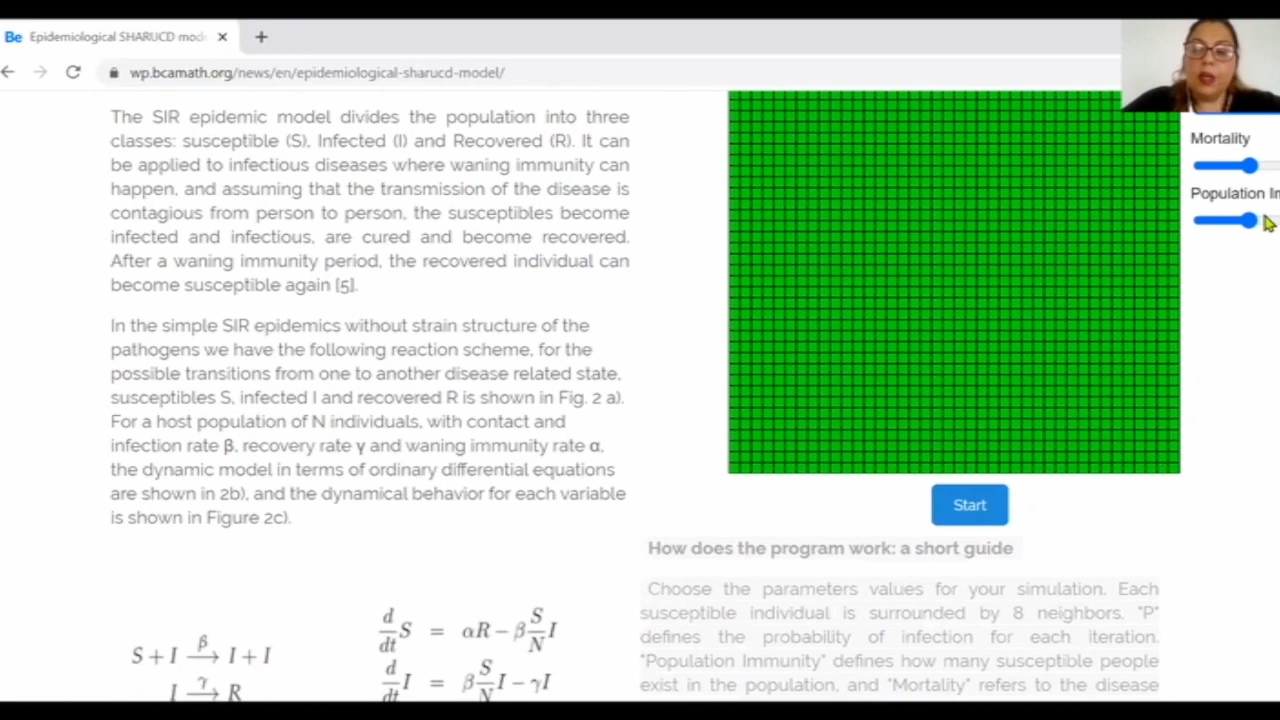 Be Epidemiological SHARUCD mod
wp.bcamath.org/news/en/epidemiological-sharucd-model/
The SIR epidemic model divides the population into three
classes: susceptible (S), Infected (I) and Recovered (R). It can
be applied to infectious diseases where waning immunity can
happen, and assuming that the transmission of the disease is
contagious from person to person, the susceptibles become
infected and infectious, are cured and become recovered.
After a waning immunity period, the recovered individual can
become susceptible again [5].
In the simple SIR epidemics without strain structure of the
pathogens we have the following reaction scheme, for the
possible transitions from one to another disease related state,
susceptibles S, infected I and recovered R is shown in Fig. 2 a).
For a host population of N individuals, with contact and
infection rate β, recovery rate γ and waning immunity rate α,
the dynamic model in terms of ordinary differential equations
are shown in 2b), and the dynamical behavior for each variable
is shown in Figure 2c).
S + I —β→ I + I
I —γ→ R
d/dt S = αR − β S/N I
d/dt I = β S/N I − γI
Mortality
Population Im
Start
How does the program work: a short guide
Choose the parameters values for your simulation. Each
susceptible individual is surrounded by 8 neighbors. "P"
defines the probability of infection for each iteration.
"Population Immunity" defines how many susceptible people
exist in the population, and "Mortality" refers to the disease